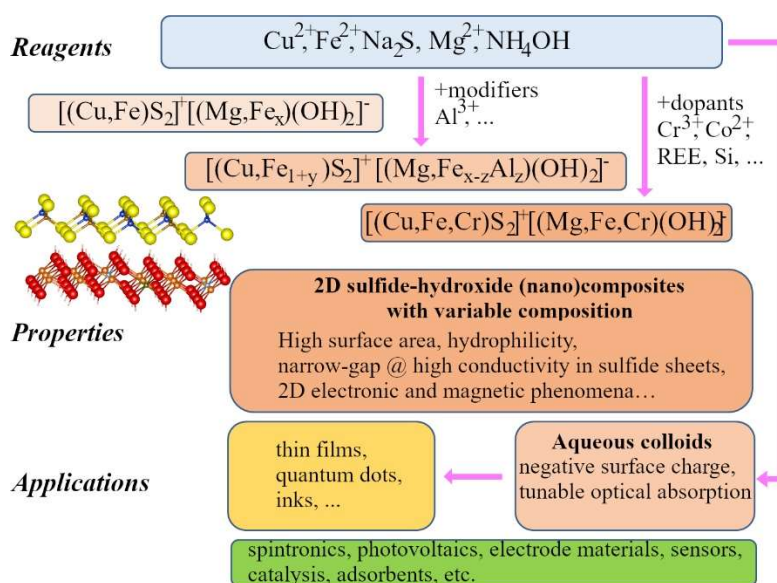 Reagents
Cu²⁺,Fe²⁺,Na₂S, Mg²⁺,NH₄OH
+modifiers
Al³⁺, ...
+dopants
Cr³⁺,Co²⁺,
REE, Si, ...
[(Cu,Fe)S₂]⁺[(Mg,Feₓ)(OH)₂]⁻
[(Cu,Fe₁₊ᵧ)S₂]⁺ [(Mg,Feₓ₋zAlz)(OH)₂]⁻
[(Cu,Fe,Cr)S₂]⁺[(Mg,Fe,Cr)(OH)₂]⁻
Properties
2D sulfide-hydroxide (nano)composites
with variable composition
High surface area, hydrophilicity,
narrow-gap @ high conductivity in sulfide sheets,
2D electronic and magnetic phenomena…
Applications
thin films,
quantum dots,
inks, ...
Aqueous colloids
negative surface charge,
tunable optical absorption
spintronics, photovoltaics, electrode materials, sensors,
catalysis, adsorbents, etc.